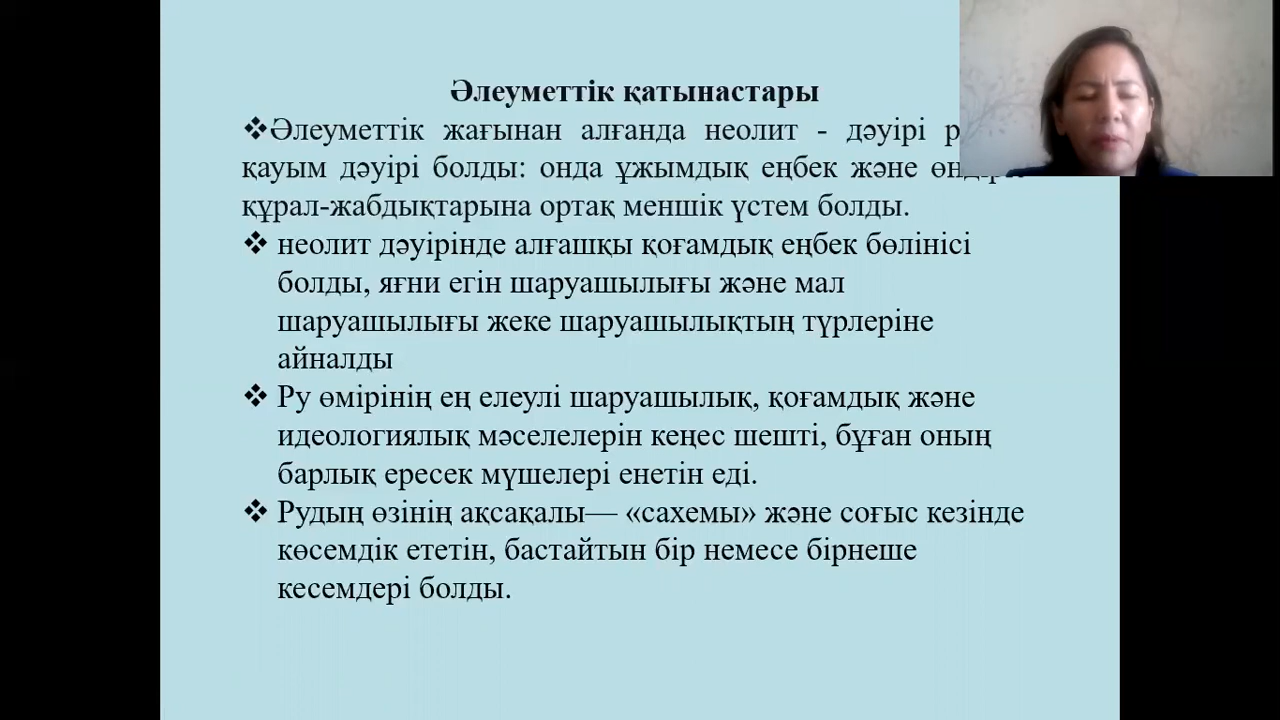 Әлеуметтік қатынастары
❖Әлеуметтік жағынан алғанда неолит - дәуірі
қауым дәуірі болды: онда ұжымдық еңбек және
құрал-жабдықтарына ортақ меншік үстем болды.
❖ неолит дәуірінде алғашқы қоғамдық еңбек бөлінісі
болды, яғни егін шаруашылығы және мал
шаруашылығы жеке шаруашылықтың түрлеріне
айналды
❖ Ру өмірінің ең елеулі шаруашылық, қоғамдық және
идеологиялық мәселелерін кеңес шешті, бұған оның
барлық ересек мүшелері енетін еді.
❖ Рудың өзінің ақсақалы— «сахемы» және соғыс кезінде
көсемдік ететін, бастайтын бір немесе бірнеше
кесемдері болды.